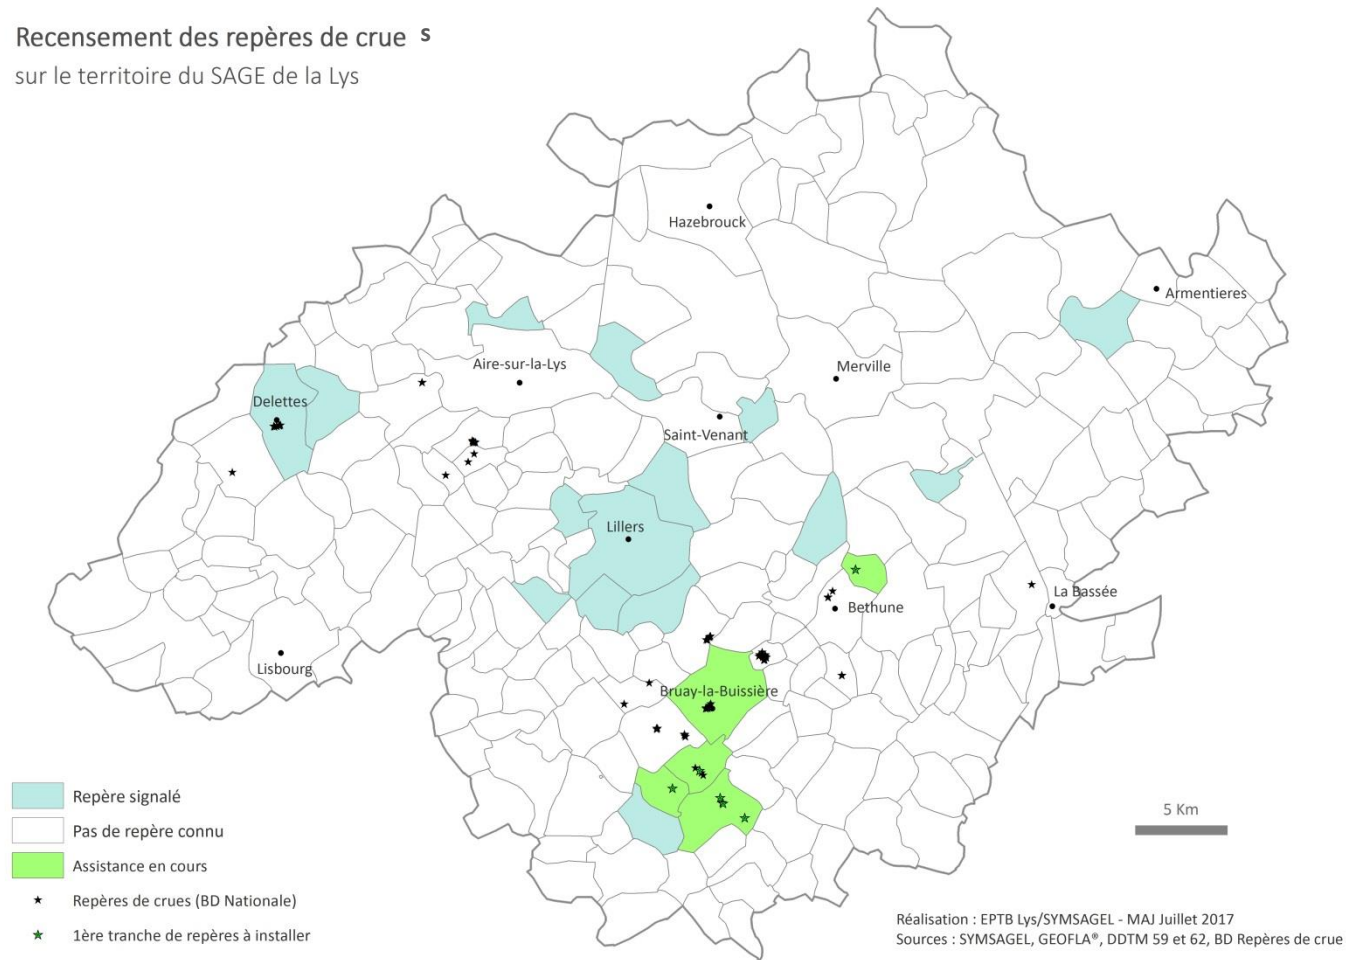 Recensement des repères de crue s
sur le territoire du SAGE de la Lys
Hazebrouck
Armentieres
Aire-sur-la-Lys
Merville
Delettes
Saint-Venant
Lillers
La Bassée
Bethune
Lisbourg
Bruay-la-Buissière
Repère signalé
Pas de repère connu
Assistance en cours
Repères de crues (BD Nationale)
1ère tranche de repères à installer
5 Km
Réalisation : EPTB Lys/SYMSAGEL - MAJ Juillet 2017
Sources : SYMSAGEL, GEOFLA®, DDTM 59 et 62, BD Repères de crue